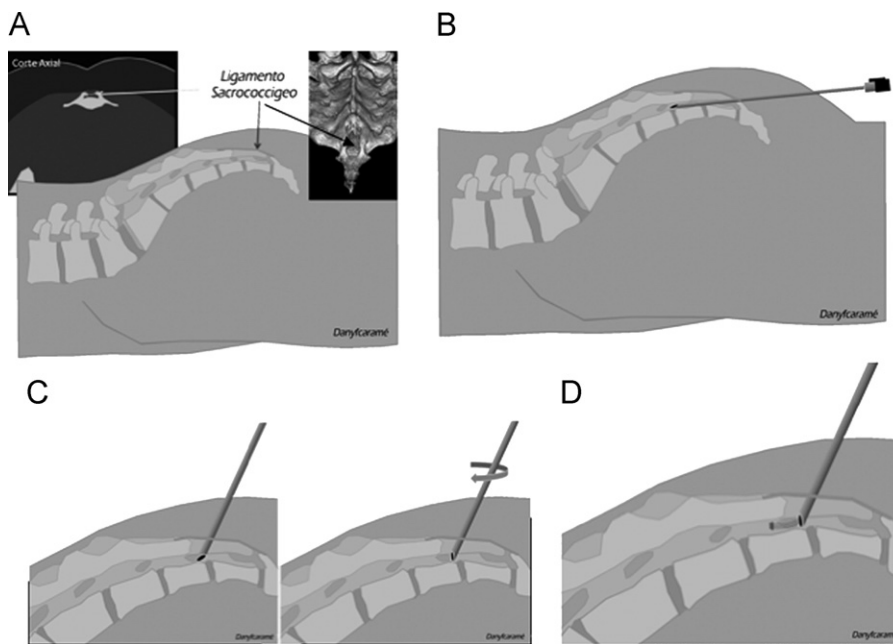 A
Corte Axial
Ligamento
Sacrococcigeo
Danyfcaramé
B
Danyfcaramé
C
Danyfcaramé
Danyfcaramé
D
Danyfcaramé